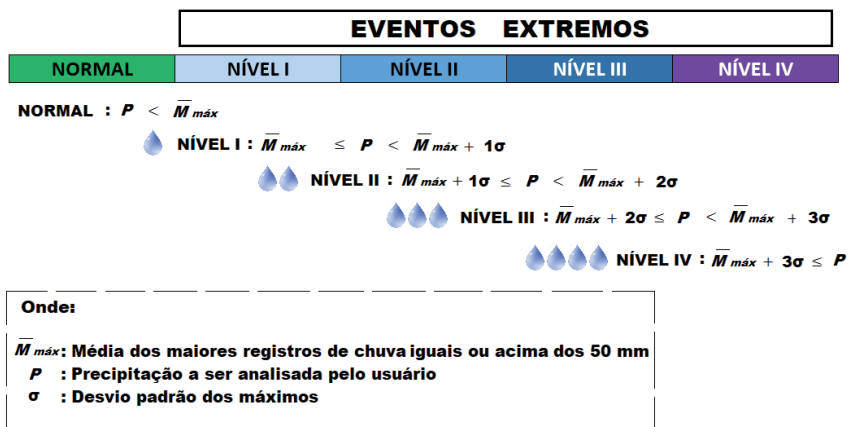 EVENTOS EXTREMOS
NORMAL NÍVEL I NÍVEL II NÍVEL III NÍVEL IV
NORMAL : P < M̅ máx
NÍVEL I : M̅ máx ≤ P < M̅ máx + 1σ
NÍVEL II : M̅ máx + 1σ ≤ P < M̅ máx + 2σ
NÍVEL III : M̅ máx + 2σ ≤ P < M̅ máx + 3σ
NÍVEL IV : M̅ máx + 3σ ≤ P
Onde:
M̅ máx : Média dos maiores registros de chuva iguais ou acima dos 50 mm
P : Precipitação a ser analisada pelo usuário
σ : Desvio padrão dos máximos